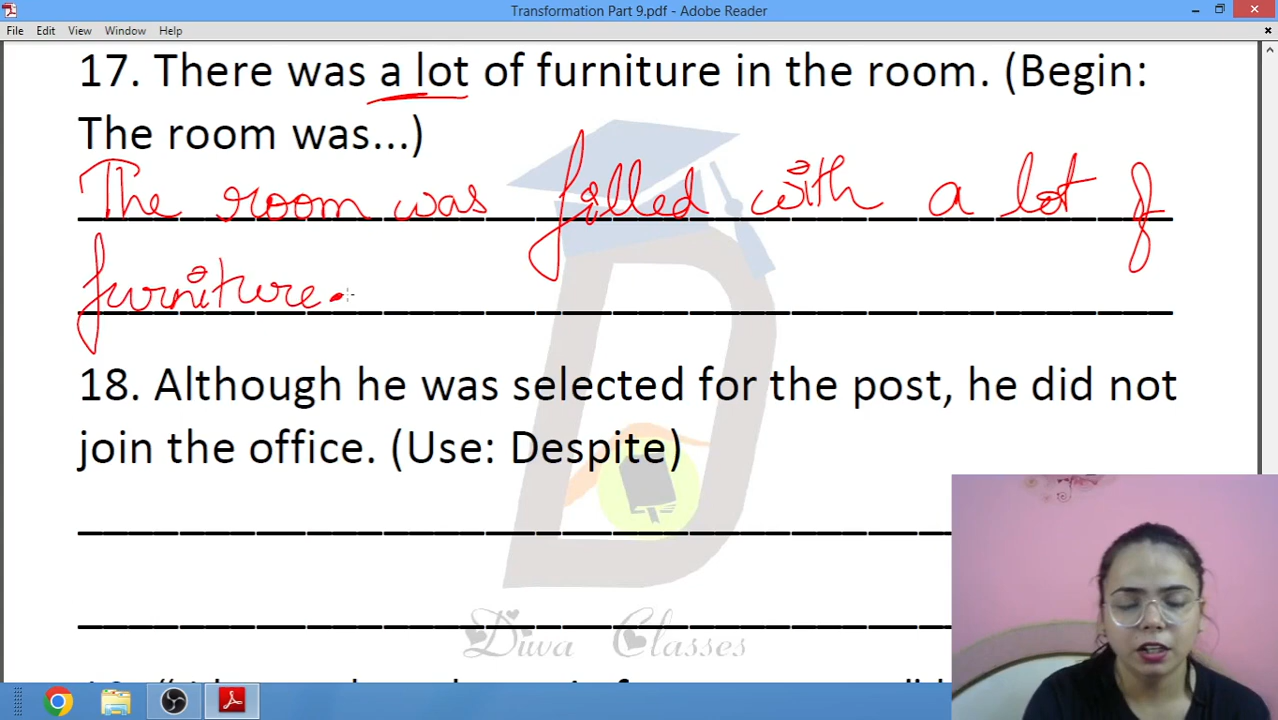 Transformation Part 9.pdf - Adobe Reader
File Edit View Window Help
17. There was a lot of furniture in the room. (Begin:
The room was...)
The room was filled with a lot of
furniture.
18. Although he was selected for the post, he did not
join the office. (Use: Despite)
Diwa Classes